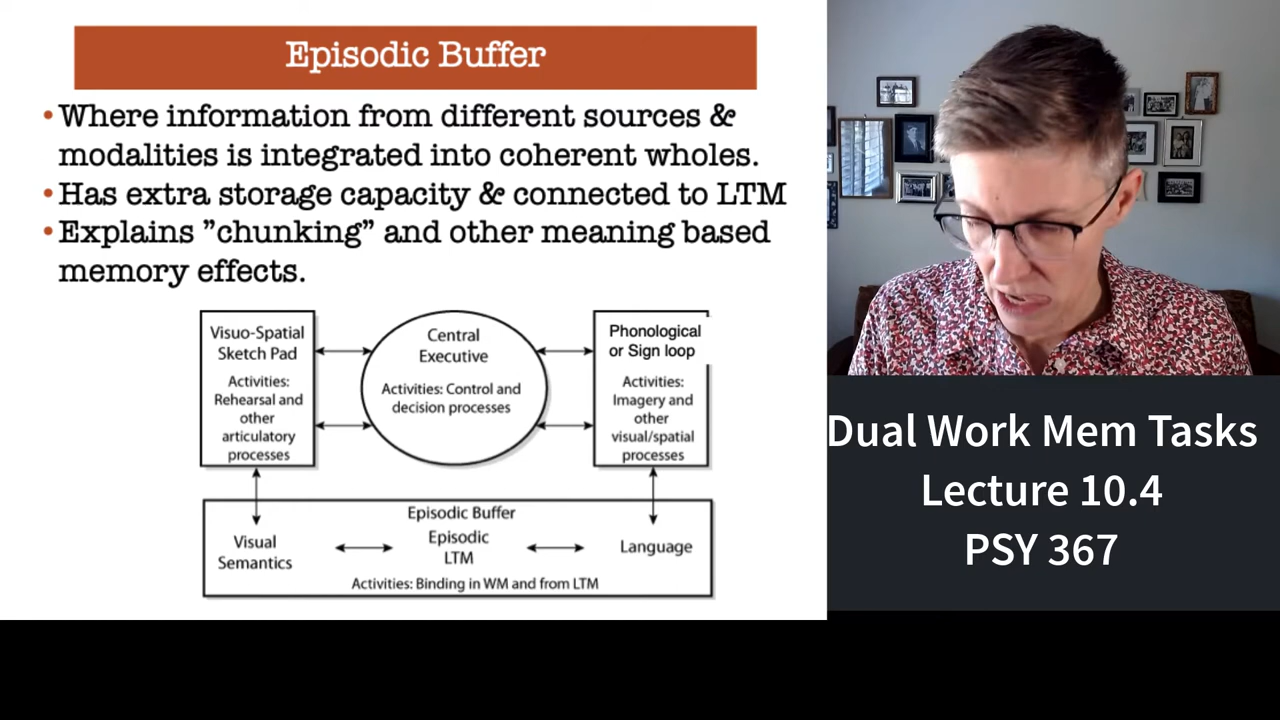 Episodic Buffer
•Where information from different sources &
modalities is integrated into coherent wholes.
•Has extra storage capacity & connected to LTM
•Explains ”chunking” and other meaning based
memory effects.
Visuo-Spatial
Sketch Pad
Activities:
Rehearsal and
other
articulatory
processes
Central
Executive
Activities: Control and
decision processes
Phonological
or Sign loop
Activities:
Imagery and
other
visual/spatial
processes
Episodic Buffer
Visual
Semantics
Episodic
LTM
Language
Activities: Binding in WM and from LTM
Dual Work Mem Tasks
Lecture 10.4
PSY 367